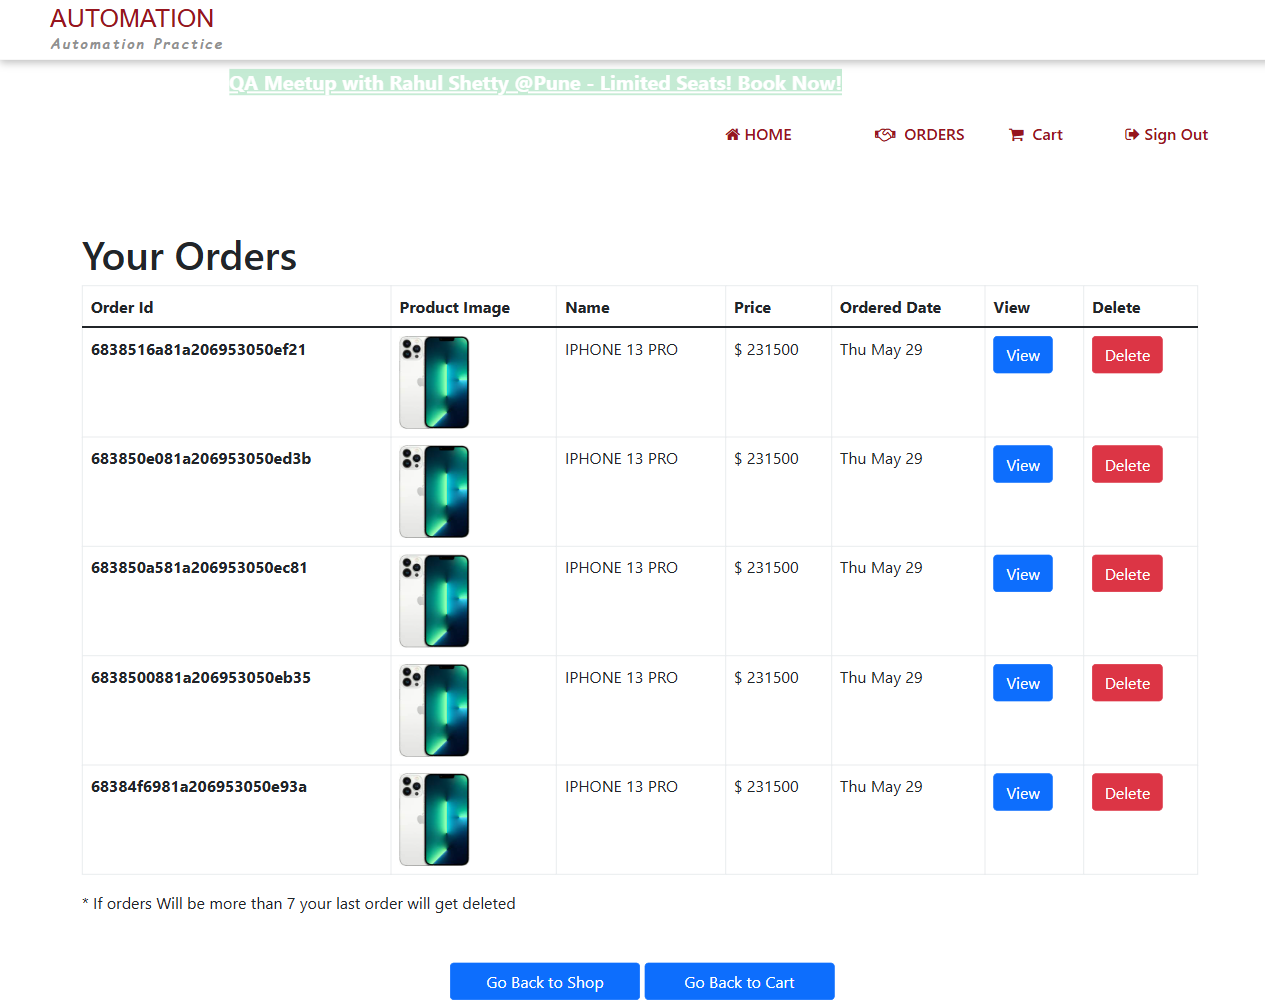 AUTOMATION
Automation Practice
QA Meetup with Rahul Shetty @Pune - Limited Seats! Book Now!
HOME ORDERS Cart Sign Out
Your Orders
Order Id Product Image Name Price Ordered Date View Delete
6838516a81a206953050ef21 IPHONE 13 PRO $ 231500 Thu May 29 View Delete
683850e081a206953050ed3b IPHONE 13 PRO $ 231500 Thu May 29 View Delete
683850a581a206953050ec81 IPHONE 13 PRO $ 231500 Thu May 29 View Delete
6838500881a206953050eb35 IPHONE 13 PRO $ 231500 Thu May 29 View Delete
68384f6981a206953050e93a IPHONE 13 PRO $ 231500 Thu May 29 View Delete
* If orders Will be more than 7 your last order will get deleted
Go Back to Shop Go Back to Cart